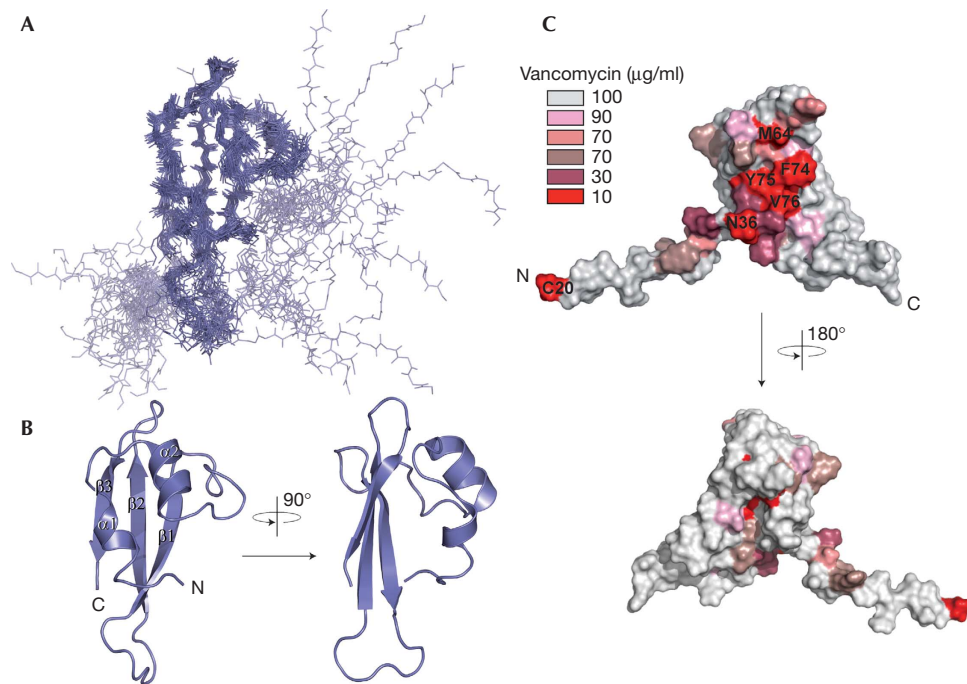 A
C
Vancomycin (µg/ml)
100
90
70
70
30
10
M64
F74
Y75
V76
N36
N
C20
C
180°
B
α2
β3
β2
α1
β1
90°
C
N